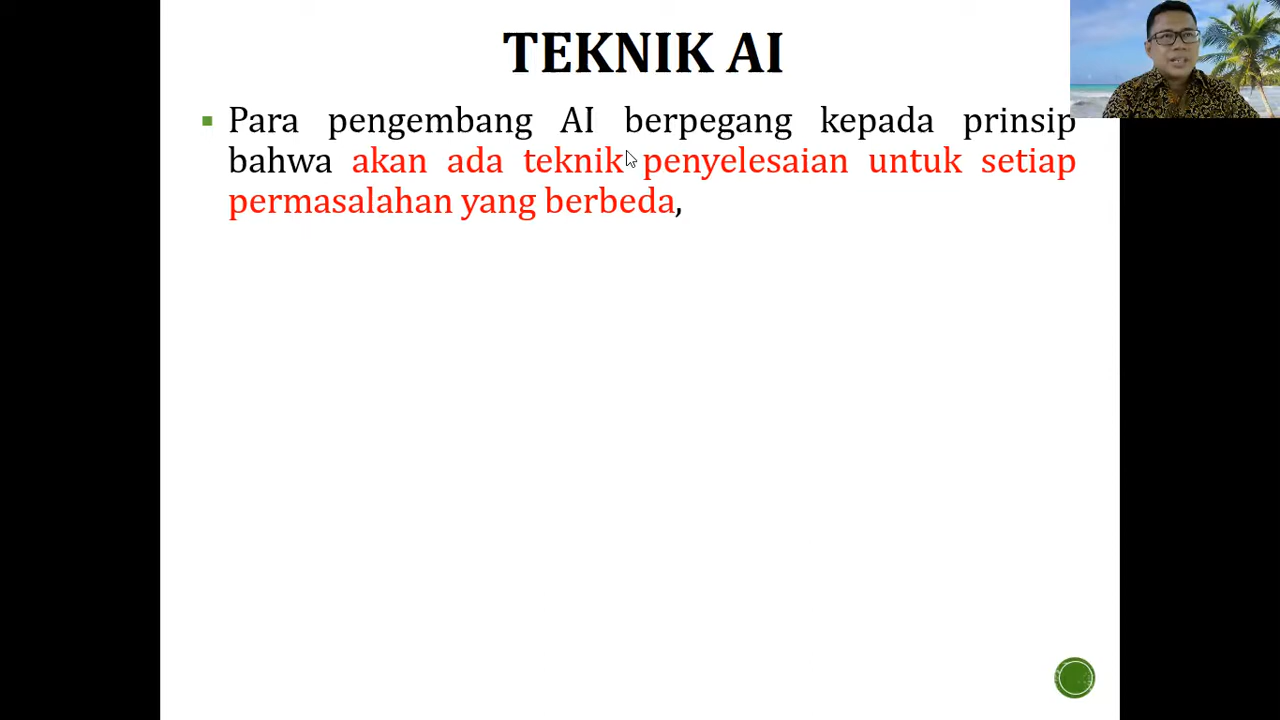 TEKNIK AI
Para pengembang AI berpegang kepada prinsip
bahwa akan ada teknik penyelesaian untuk setiap
permasalahan yang berbeda,